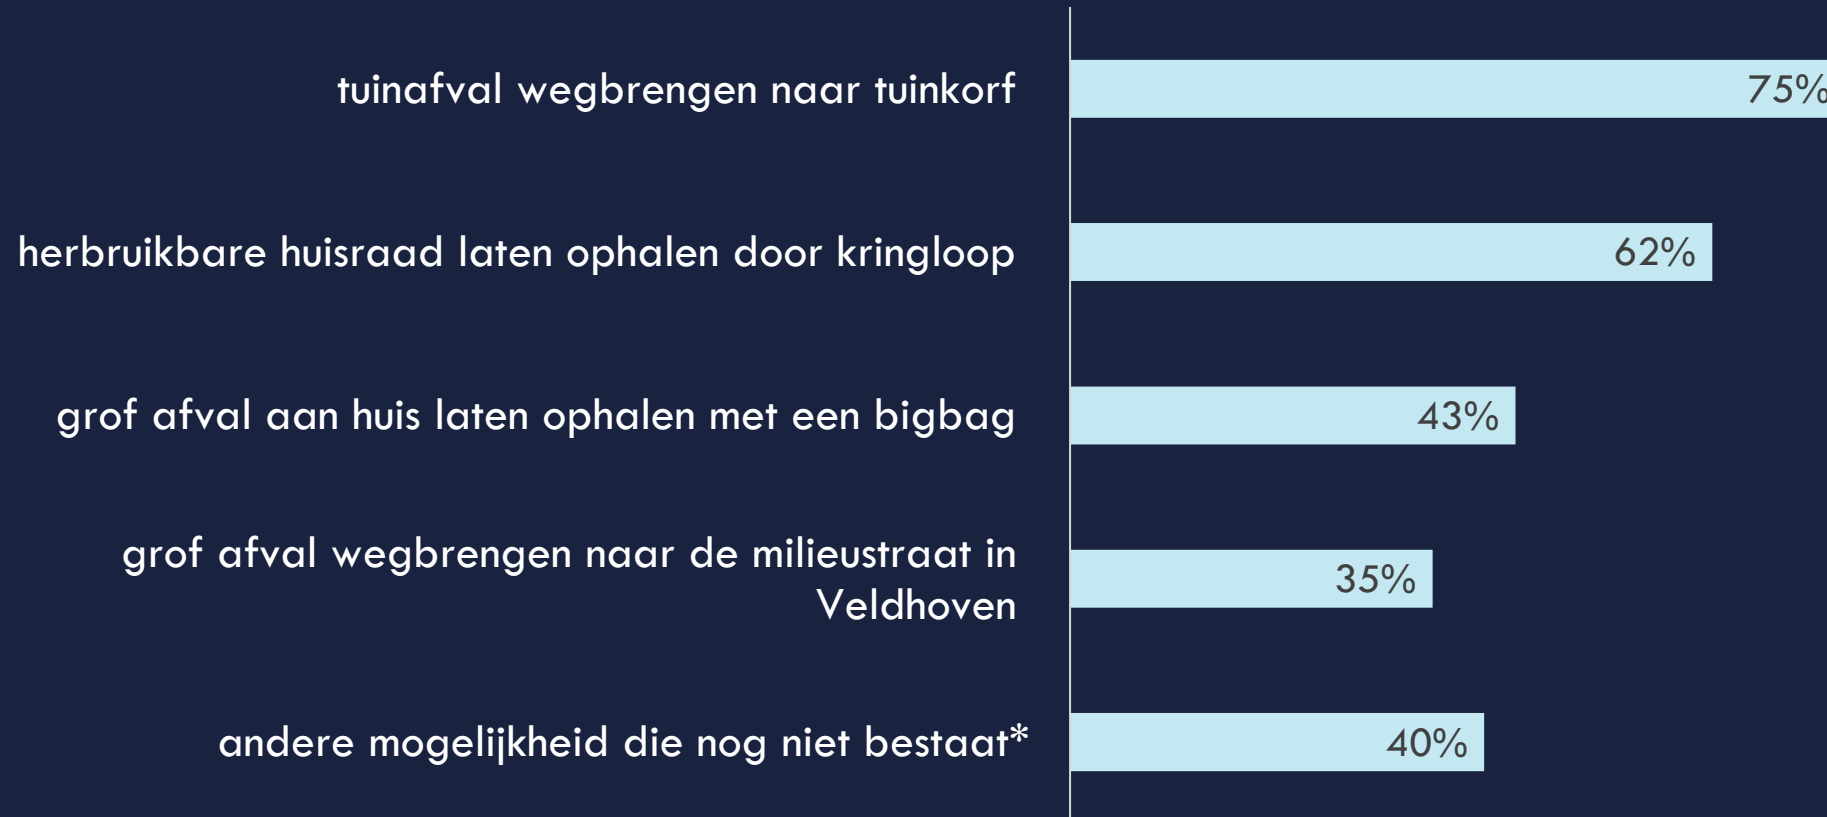 tuinafval wegbrengen naar tuinkorf 75%
herbruikbare huisraad laten ophalen door kringloop 62%
grof afval aan huis laten ophalen met een bigbag 43%
grof afval wegbrengen naar de milieustraat in
Veldhoven 35%
andere mogelijkheid die nog niet bestaat* 40%